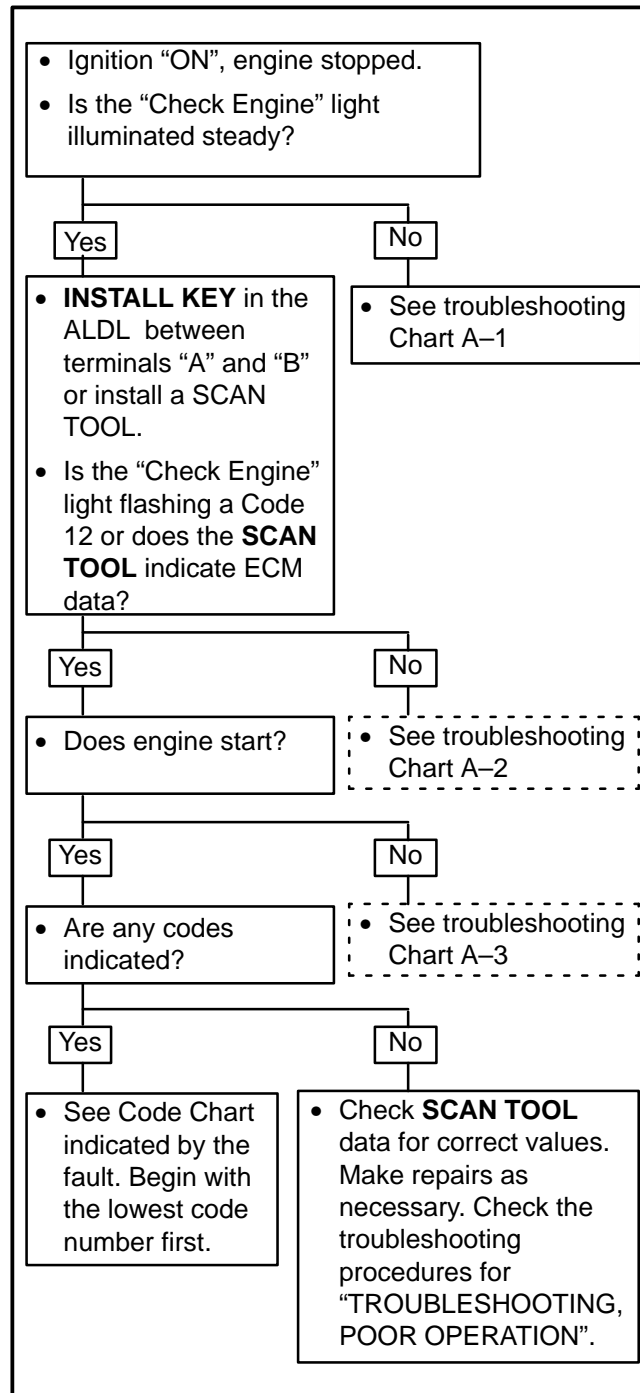 • Ignition “ON”, engine stopped.
• Is the “Check Engine” light
illuminated steady?
Yes
No
• INSTALL KEY in the
ALDL between
terminals “A” and “B”
or install a SCAN
TOOL.
• Is the “Check Engine”
light flashing a Code
12 or does the SCAN
TOOL indicate ECM
data?
• See troubleshooting
Chart A–1
Yes
No
• Does engine start?
• See troubleshooting
Chart A–2
Yes
No
• Are any codes
indicated?
• See troubleshooting
Chart A–3
Yes
No
• See Code Chart
indicated by the
fault. Begin with
the lowest code
number first.
• Check SCAN TOOL
data for correct values.
Make repairs as
necessary. Check the
troubleshooting
procedures for
“TROUBLESHOOTING,
POOR OPERATION”.